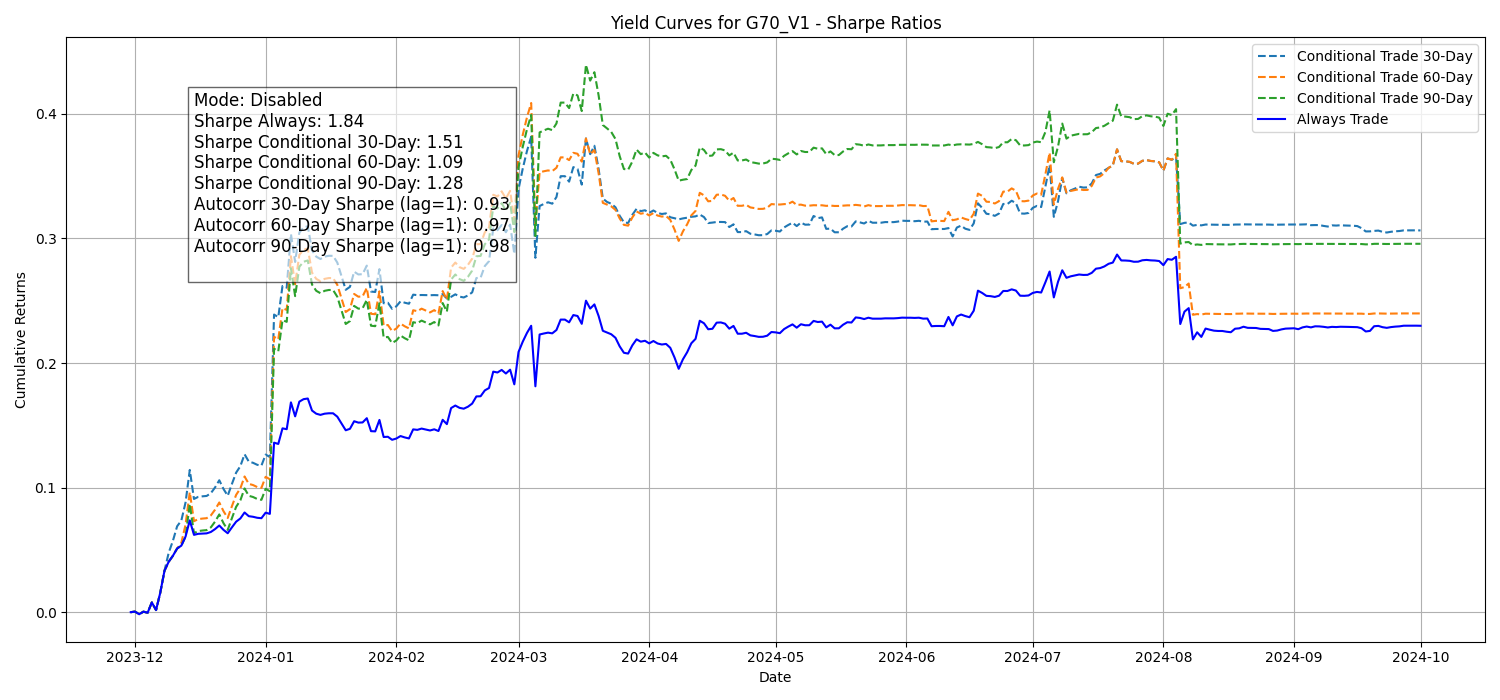 Yield Curves for G70_V1 - Sharpe Ratios
Conditional Trade 30-Day
Conditional Trade 60-Day
Conditional Trade 90-Day
Always Trade
Mode: Disabled
Sharpe Always: 1.84
Sharpe Conditional 30-Day: 1.51
Sharpe Conditional 60-Day: 1.09
Sharpe Conditional 90-Day: 1.28
Autocorr 30-Day Sharpe (lag=1): 0.93
Autocorr 60-Day Sharpe (lag=1): 0.97
Autocorr 90-Day Sharpe (lag=1): 0.98
Cumulative Returns
0.4
0.3
0.2
0.1
0.0
2023-12 2024-01 2024-02 2024-03 2024-04 2024-05 2024-06 2024-07 2024-08 2024-09 2024-10
Date